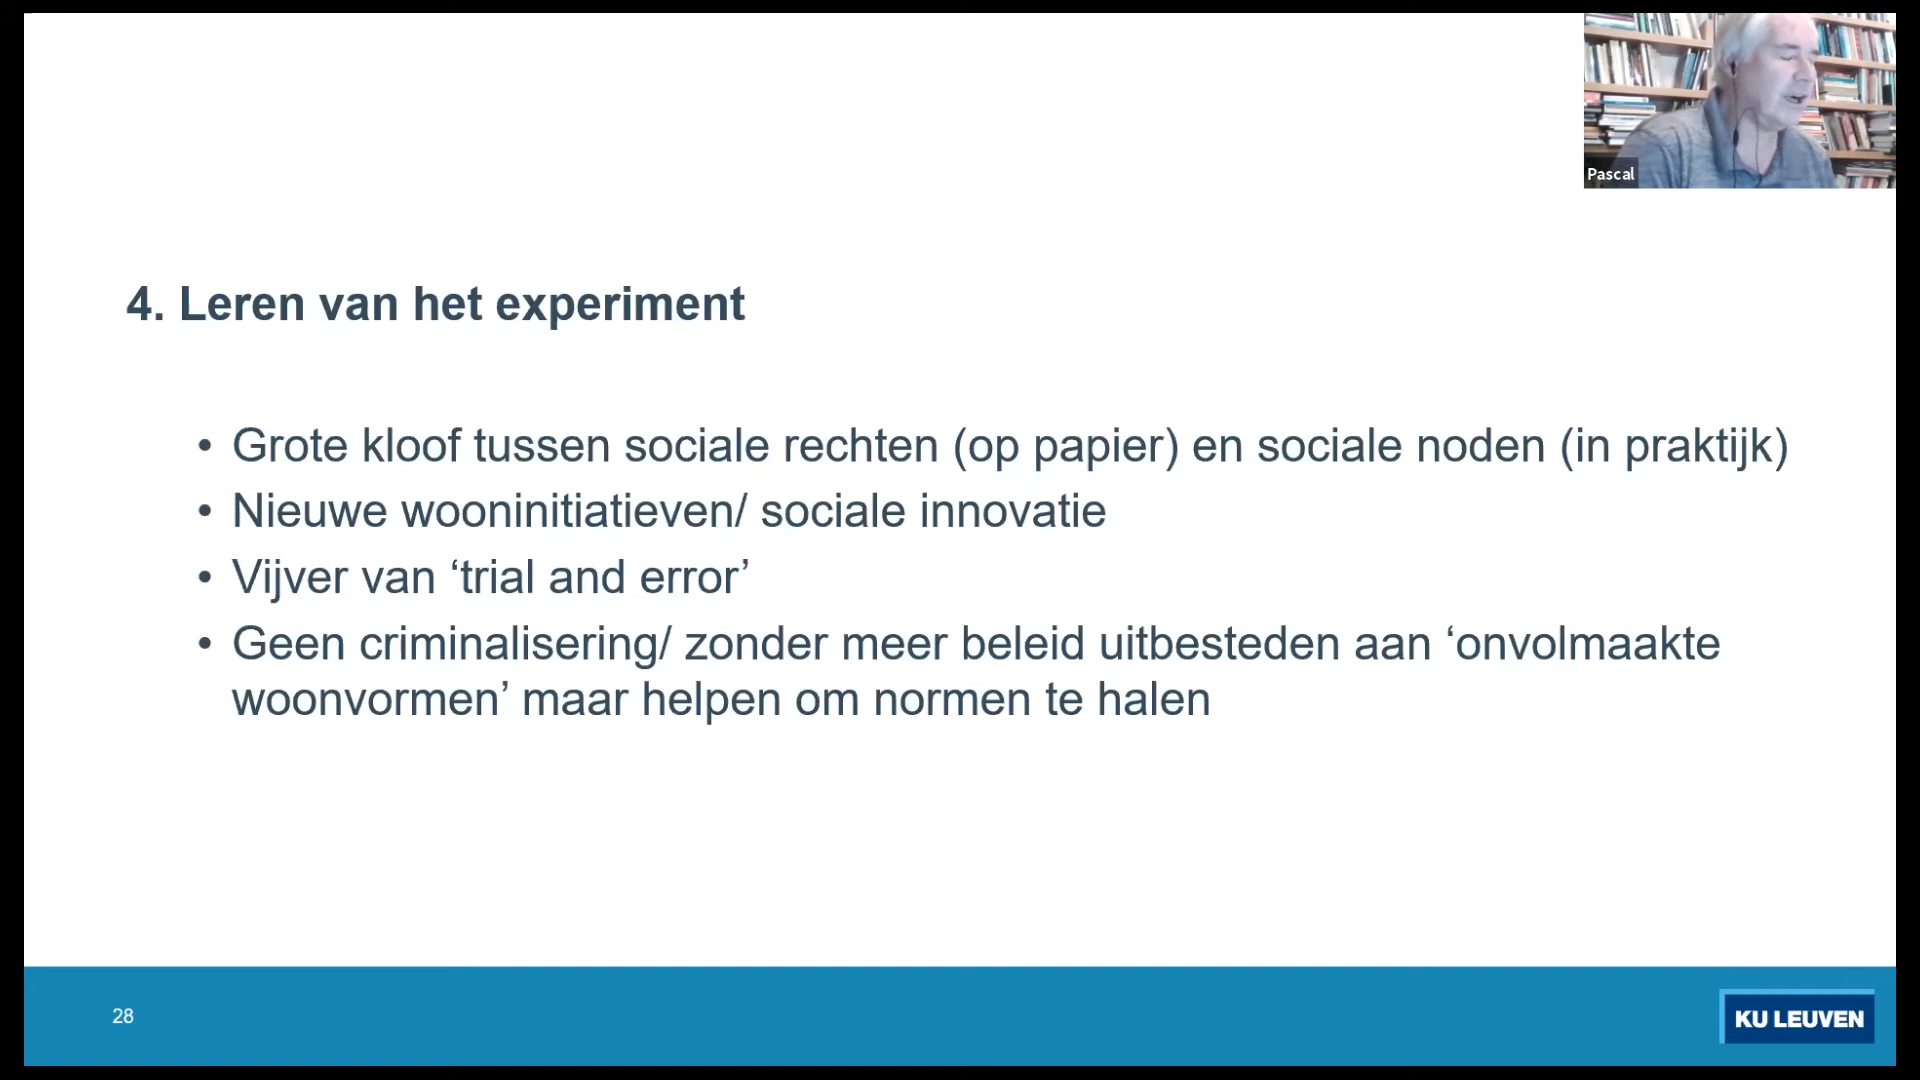 Pascal
4. Leren van het experiment
• Grote kloof tussen sociale rechten (op papier) en sociale noden (in praktijk)
• Nieuwe wooninitiatieven/ sociale innovatie
• Vijver van ‘trial and error’
• Geen criminalisering/ zonder meer beleid uitbesteden aan ‘onvolmaakte
woonvormen’ maar helpen om normen te halen
28
KU LEUVEN